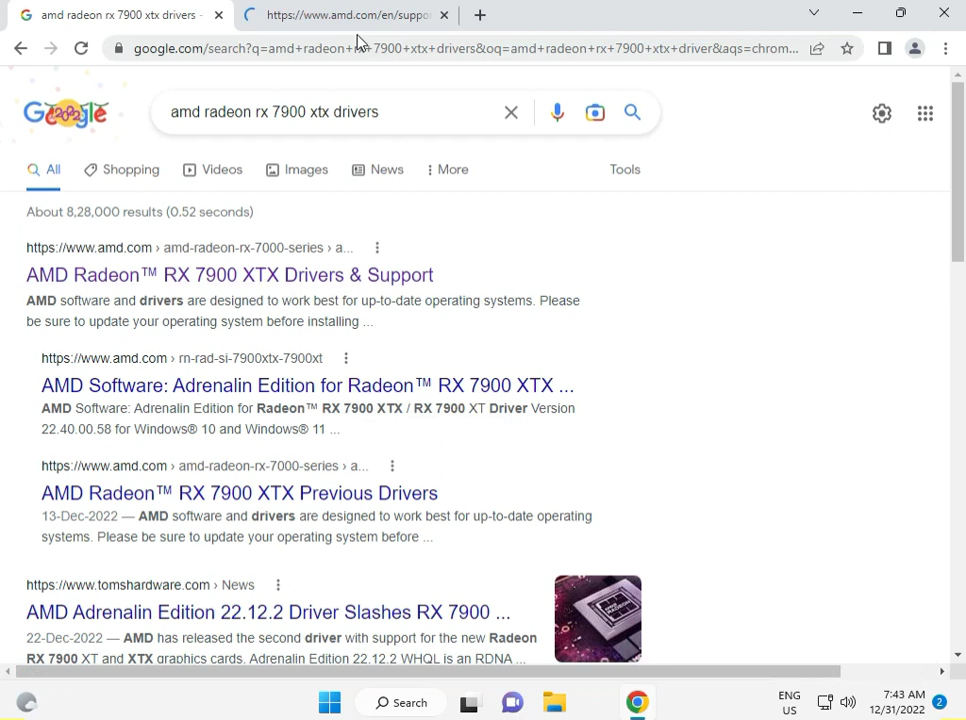 amd radeon rx 7900 xtx drivers -
https://www.amd.com/en/suppo
google.com/search?q=amd+radeon+rx+7900+xtx+drivers&oq=amd+radeon+rx+7900+xtx+driver&aqs=chrom...
Google
2022
amd radeon rx 7900 xtx drivers
All
Shopping
Videos
Images
News
More
Tools
About 8,28,000 results (0.52 seconds)
https://www.amd.com › amd-radeon-rx-7000-series › a...
AMD Radeon™ RX 7900 XTX Drivers & Support
AMD software and drivers are designed to work best for up-to-date operating systems. Please
be sure to update your operating system before installing ...
https://www.amd.com › rn-rad-si-7900xtx-7900xt
AMD Software: Adrenalin Edition for Radeon™ RX 7900 XTX ...
AMD Software: Adrenalin Edition for Radeon™ RX 7900 XTX / RX 7900 XT Driver Version
22.40.00.58 for Windows® 10 and Windows® 11 ...
https://www.amd.com › amd-radeon-rx-7000-series › a...
AMD Radeon™ RX 7900 XTX Previous Drivers
13-Dec-2022 — AMD software and drivers are designed to work best for up-to-date operating
systems. Please be sure to update your operating system before ...
https://www.tomshardware.com › News
AMD Adrenalin Edition 22.12.2 Driver Slashes RX 7900 ...
22-Dec-2022 — AMD has released the second driver with support for the new Radeon
RX 7900 XT and XTX graphics cards. Adrenalin Edition 22.12.2 WHQL is an RDNA ...
Search
ENG
US
7:43 AM
12/31/2022
2